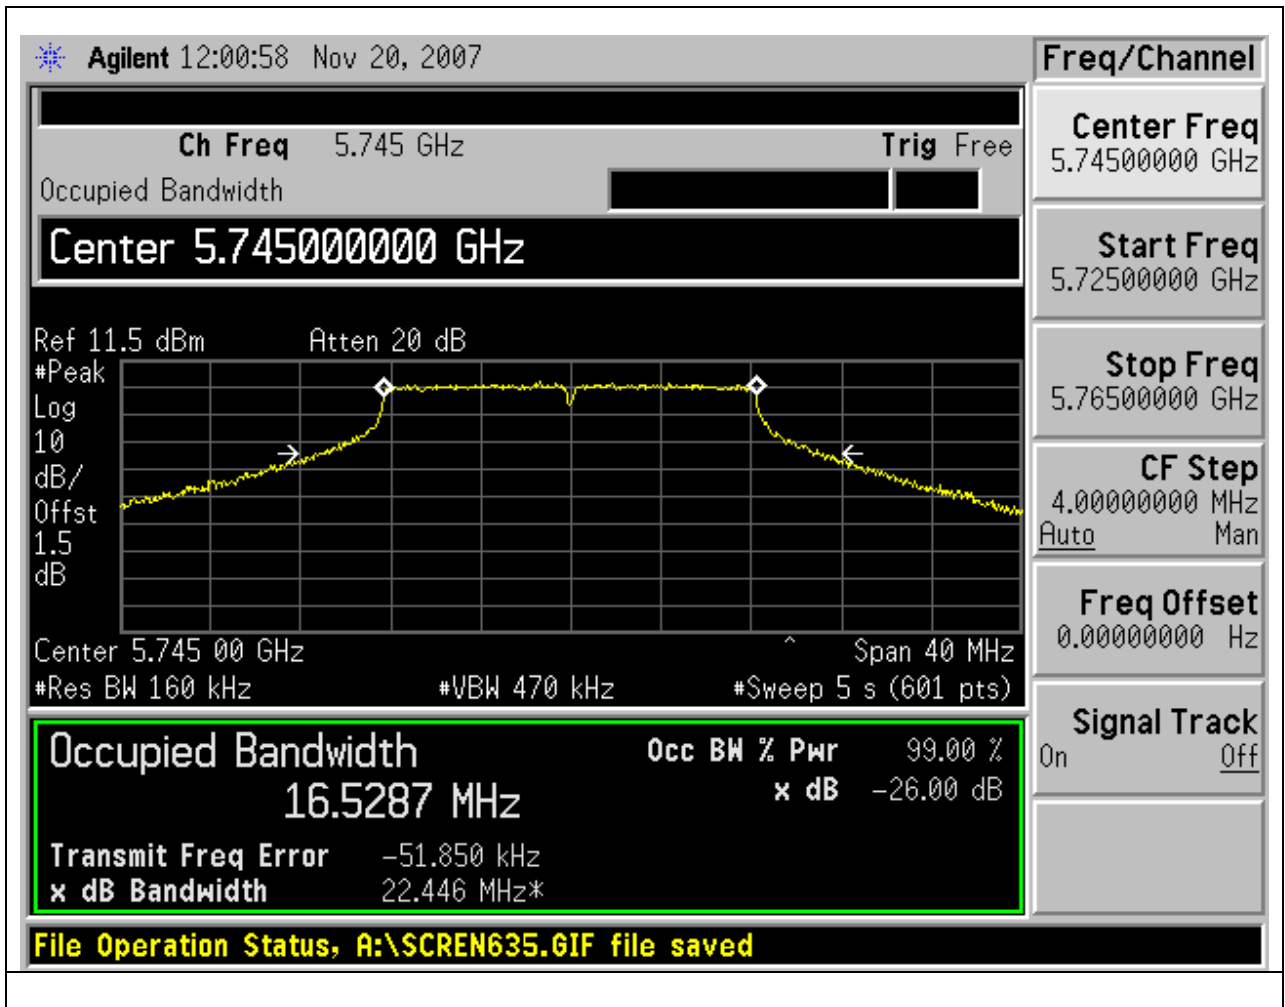 Agilent 12:00:58 Nov 20, 2007
Freq/Channel
Ch Freq 5.745 GHz Trig Free
Occupied Bandwidth
Center 5.745000000 GHz
Ref 11.5 dBm Atten 20 dB
#Peak
Log
10
dB/
Offst
1.5
dB
Center 5.745 00 GHz ^ Span 40 MHz
#Res BW 160 kHz #VBW 470 kHz #Sweep 5 s (601 pts)
Occupied Bandwidth
16.5287 MHz
Occ BW % Pwr 99.00 %
x dB -26.00 dB
Transmit Freq Error -51.850 kHz
x dB Bandwidth 22.446 MHz*
Center Freq
5.74500000 GHz
Start Freq
5.72500000 GHz
Stop Freq
5.76500000 GHz
CF Step
4.00000000 MHz
Auto Man
Freq Offset
0.00000000 Hz
Signal Track
On Off
File Operation Status, A:\SCREN635.GIF file saved